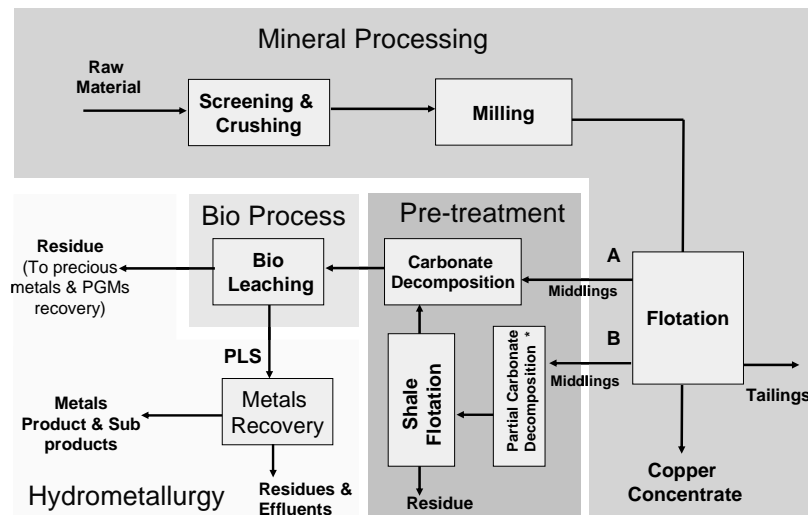 Mineral Processing
Raw
Material
Screening &
Crushing
Milling
Bio Process
Pre-treatment
Residue
(To precious
metals & PGMs
recovery)
Bio
Leaching
Carbonate
Decomposition
A
Middlings
Flotation
B
Middlings
Tailings
Partial Carbonate
Decomposition *
Shale
Flotation
PLS
Metals
Recovery
Metals
Product & Sub
products
Residues &
Effluents
Residue
Copper
Concentrate
Hydrometallurgy